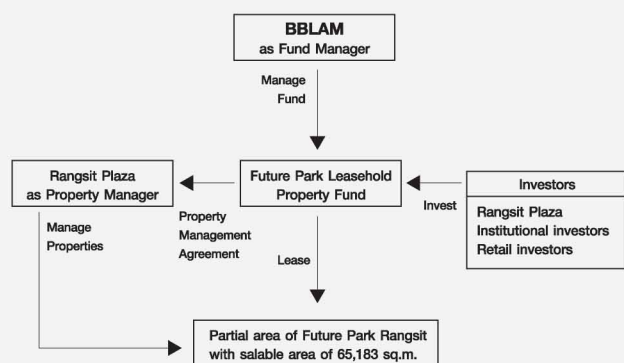 BBLAM
as Fund Manager
Manage
Fund
Rangsit Plaza
as Property Manager
Future Park Leasehold
Property Fund
Investors
Rangsit Plaza
Institutional investors
Retail investors
Invest
Property
Management
Agreement
Manage
Properties
Lease
Partial area of Future Park Rangsit
with salable area of 65,183 sq.m.